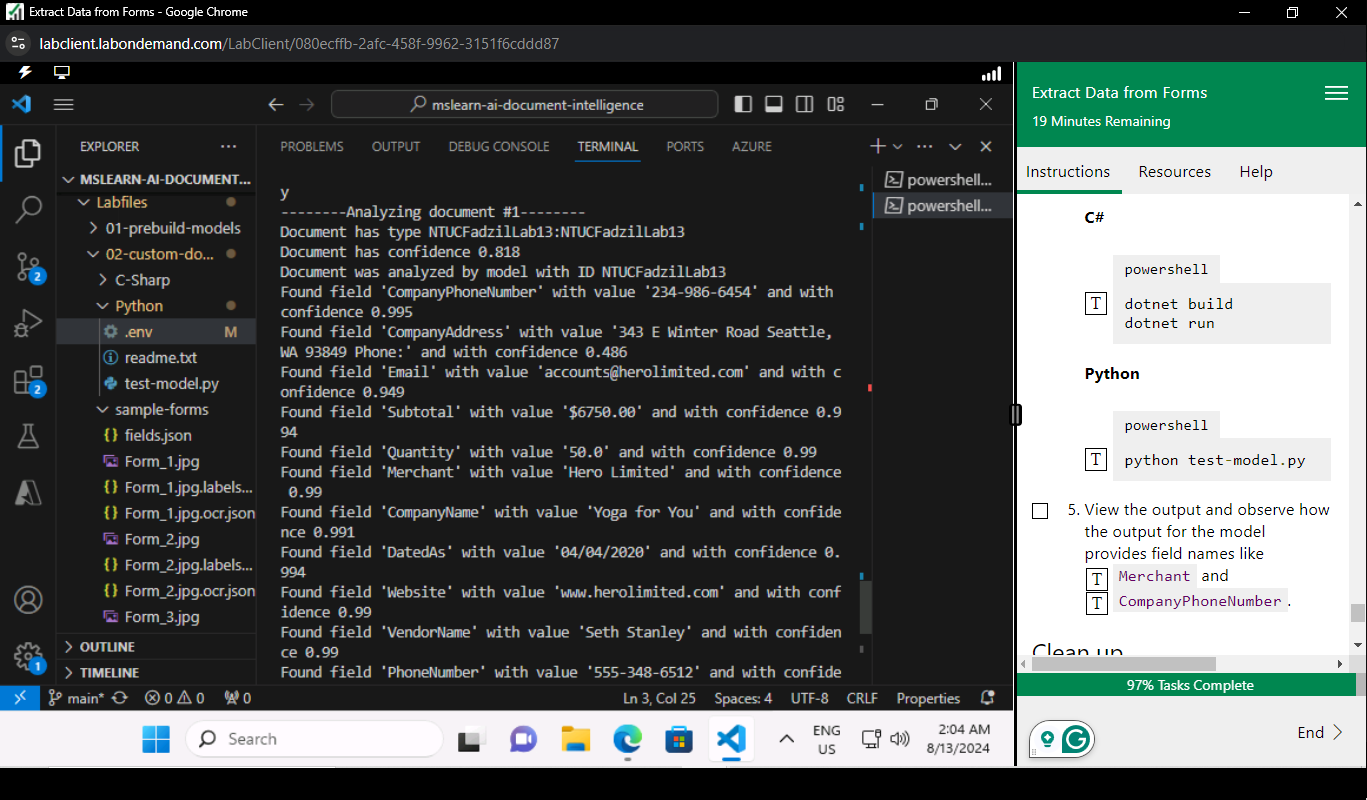 Extract Data from Forms - Google Chrome
labclient.labondemand.com/LabClient/080ecffb-2afc-458f-9962-3151f6cddd87
mslearn-ai-document-intelligence
EXPLORER
MSLEARN-AI-DOCUMENT...
Labfiles
01-prebuild-models
02-custom-do...
C-Sharp
Python
.env M
readme.txt
test-model.py
sample-forms
{} fields.json
Form_1.jpg
{} Form_1.jpg.labels...
{} Form_1.jpg.ocr.json
Form_2.jpg
{} Form_2.jpg.labels...
{} Form_2.jpg.ocr.json
Form_3.jpg
OUTLINE
TIMELINE
2
2
1
PROBLEMS OUTPUT DEBUG CONSOLE TERMINAL PORTS AZURE
powershell...
powershell...
y
--------Analyzing document #1--------
Document has type NTUCFadzilLab13:NTUCFadzilLab13
Document has confidence 0.818
Document was analyzed by model with ID NTUCFadzilLab13
Found field 'CompanyPhoneNumber' with value '234-986-6454' and with
confidence 0.995
Found field 'CompanyAddress' with value '343 E Winter Road Seattle,
WA 93849 Phone:' and with confidence 0.486
Found field 'Email' with value 'accounts@herolimited.com' and with c
onfidence 0.949
Found field 'Subtotal' with value '$6750.00' and with confidence 0.9
94
Found field 'Quantity' with value '50.0' and with confidence 0.99
Found field 'Merchant' with value 'Hero Limited' and with confidence
0.99
Found field 'CompanyName' with value 'Yoga for You' and with confide
nce 0.991
Found field 'DatedAs' with value '04/04/2020' and with confidence 0.
994
Found field 'Website' with value 'www.herolimited.com' and with conf
idence 0.99
Found field 'VendorName' with value 'Seth Stanley' and with confiden
ce 0.99
Found field 'PhoneNumber' with value '555-348-6512' and with confide
main* 0 0 0 Ln 3, Col 25 Spaces: 4 UTF-8 CRLF Properties
Search
ENG
US
2:04 AM
8/13/2024
Extract Data from Forms
19 Minutes Remaining
Instructions Resources Help
C#
powershell
T
dotnet build
dotnet run
Python
powershell
T python test-model.py
5. View the output and observe how
the output for the model
provides field names like
T Merchant and
T CompanyPhoneNumber .
Clean up
97% Tasks Complete
End